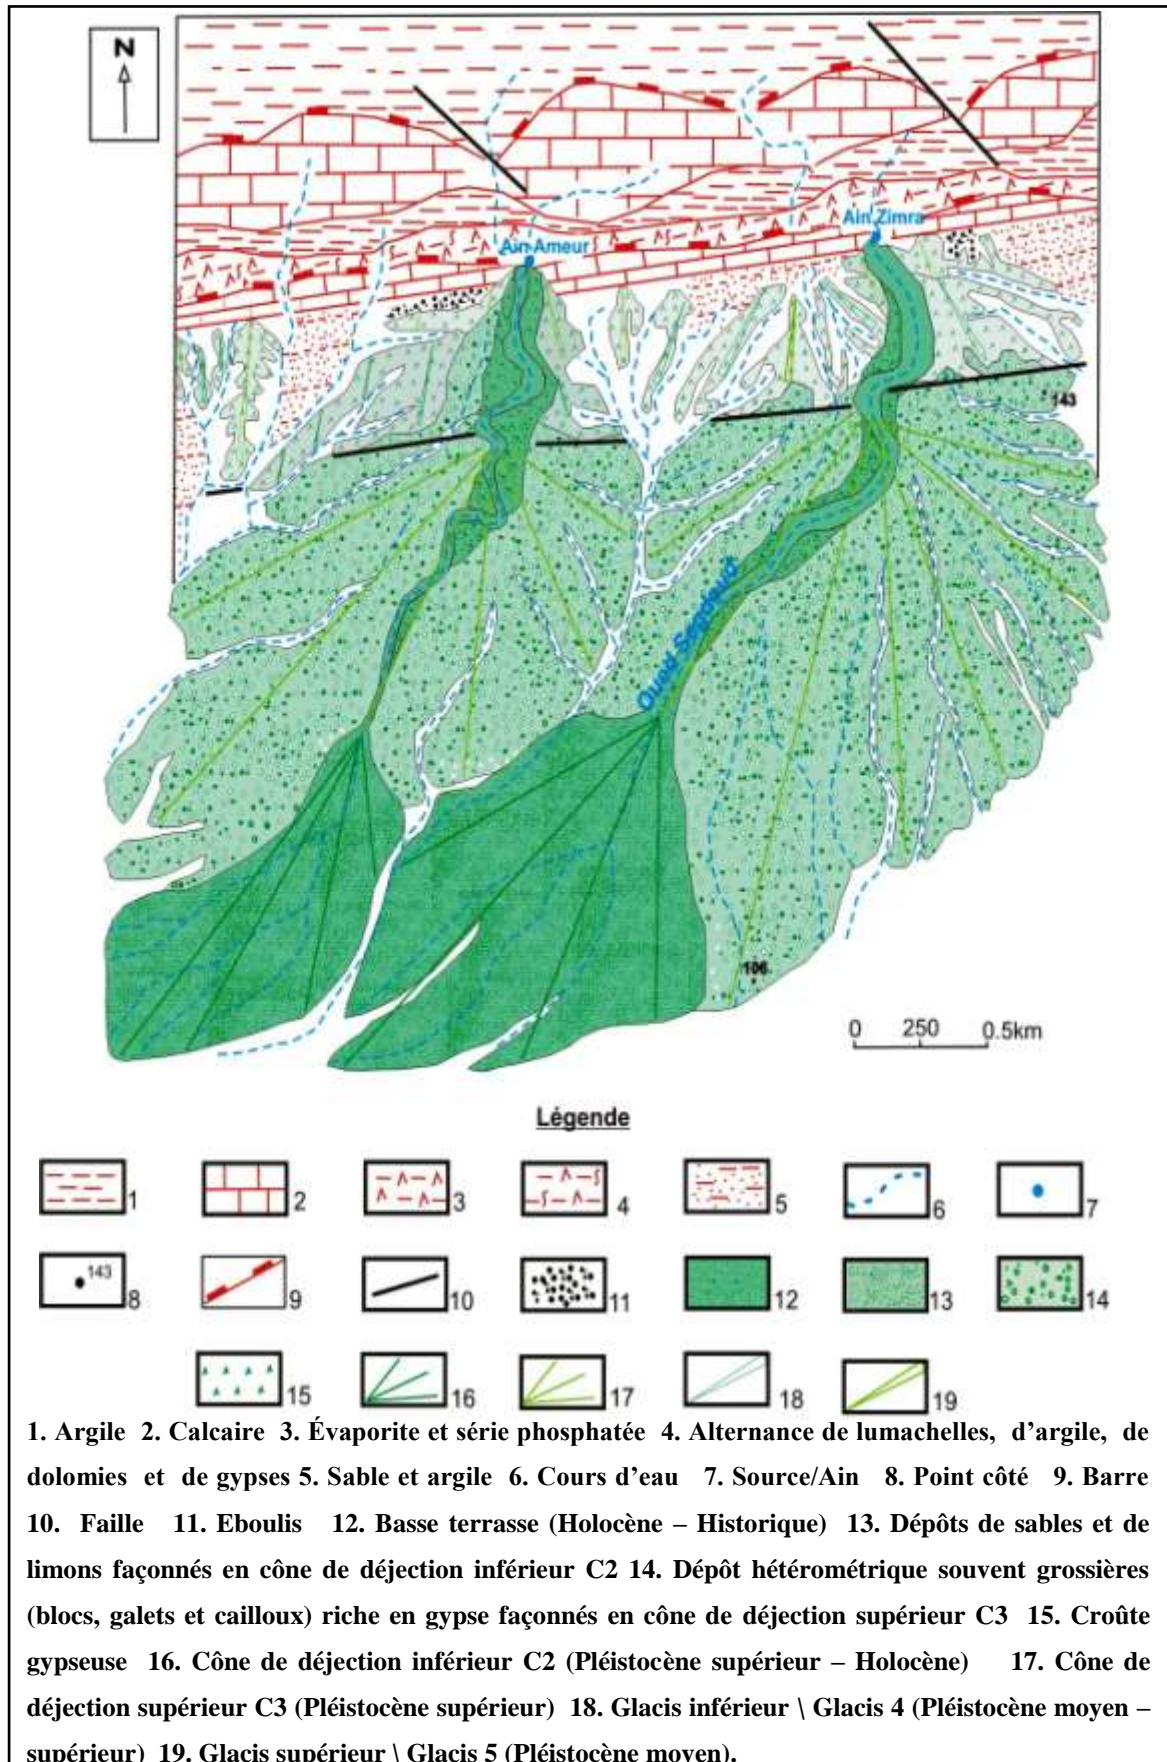 N
Ain Zimra
Ain Ameur
143
Oued Segdoud
106
0 250 0.5km
Légende
1 2 3 4 5 6 7
8 9 10 11 12 13 14
15 16 17 18 19
1. Argile 2. Calcaire 3. Évaporite et série phosphatée 4. Alternance de lumachelles, d’argile, de
dolomies et de gypses 5. Sable et argile 6. Cours d’eau 7. Source/Ain 8. Point côté 9. Barre
10. Faille 11. Eboulis 12. Basse terrasse (Holocène – Historique) 13. Dépôts de sables et de
limons façonnés en cône de déjection inférieur C2 14. Dépôt hétérométrique souvent grossières
(blocs, galets et cailloux) riche en gypse façonnés en cône de déjection supérieur C3 15. Croûte
gypseuse 16. Cône de déjection inférieur C2 (Pléistocène supérieur – Holocène) 17. Cône de
déjection supérieur C3 (Pléistocène supérieur) 18. Glacis inférieur \ Glacis 4 (Pléistocène moyen –
supérieur) 19. Glacis supérieur \ Glacis 5 (Pléistocène moyen).